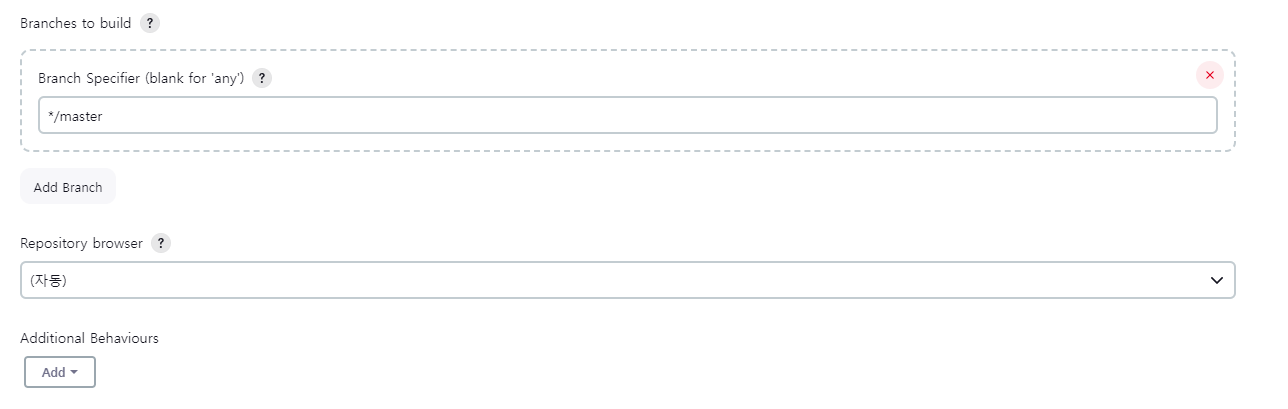 Branches to build ?
Branch Specifier (blank for 'any') ?
*/master
Add Branch
Repository browser ?
(자동)
Additional Behaviours
Add